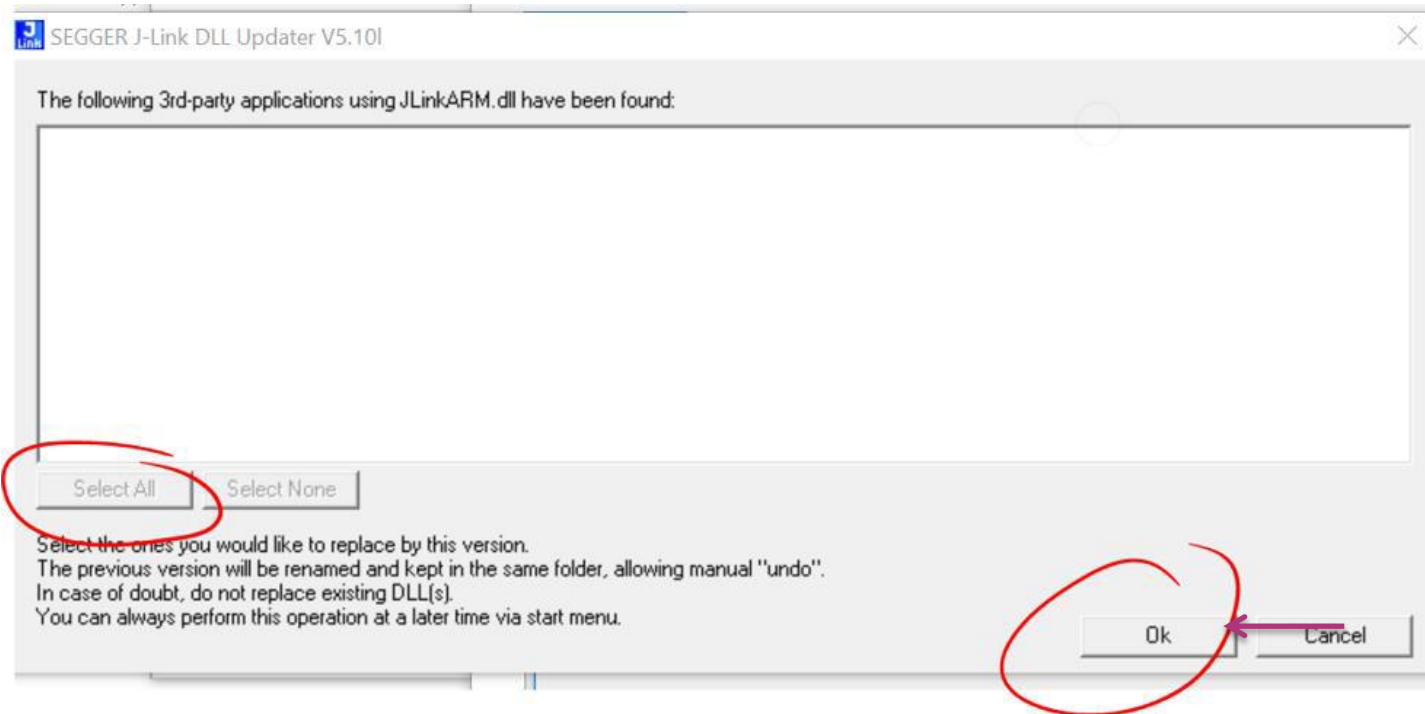 J
Link
SEGGER J-Link DLL Updater V5.10l
The following 3rd-party applications using JLinkARM.dll have been found:
Select All
Select None
Select the ones you would like to replace by this version.
The previous version will be renamed and kept in the same folder, allowing manual "undo".
In case of doubt, do not replace existing DLL(s).
You can always perform this operation at a later time via start menu.
Ok
Cancel